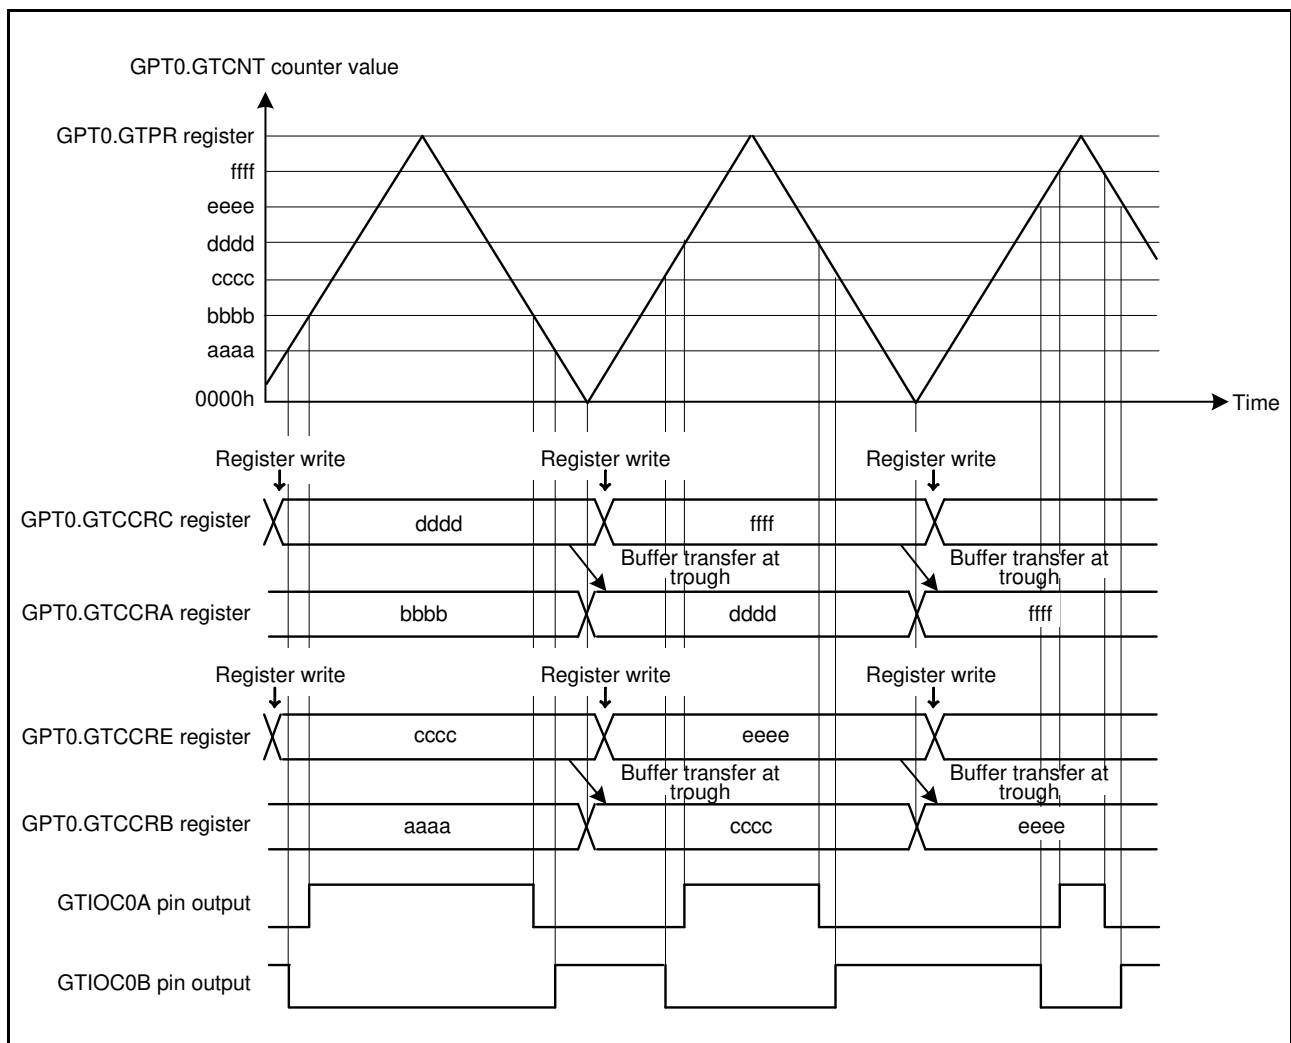 GPT0.GTCNT counter value
GPT0.GTPR register
ffff
eeee
dddd
cccc
bbbb
aaaa
0000h
Time
Register write Register write Register write
GPT0.GTCCRC register dddd ffff
Buffer transfer at trough Buffer transfer at trough
GPT0.GTCCRA register bbbb dddd ffff
Register write Register write Register write
GPT0.GTCCRE register cccc eeee
Buffer transfer at trough Buffer transfer at trough
GPT0.GTCCRB register aaaa cccc eeee
GTIOC0A pin output
GTIOC0B pin output